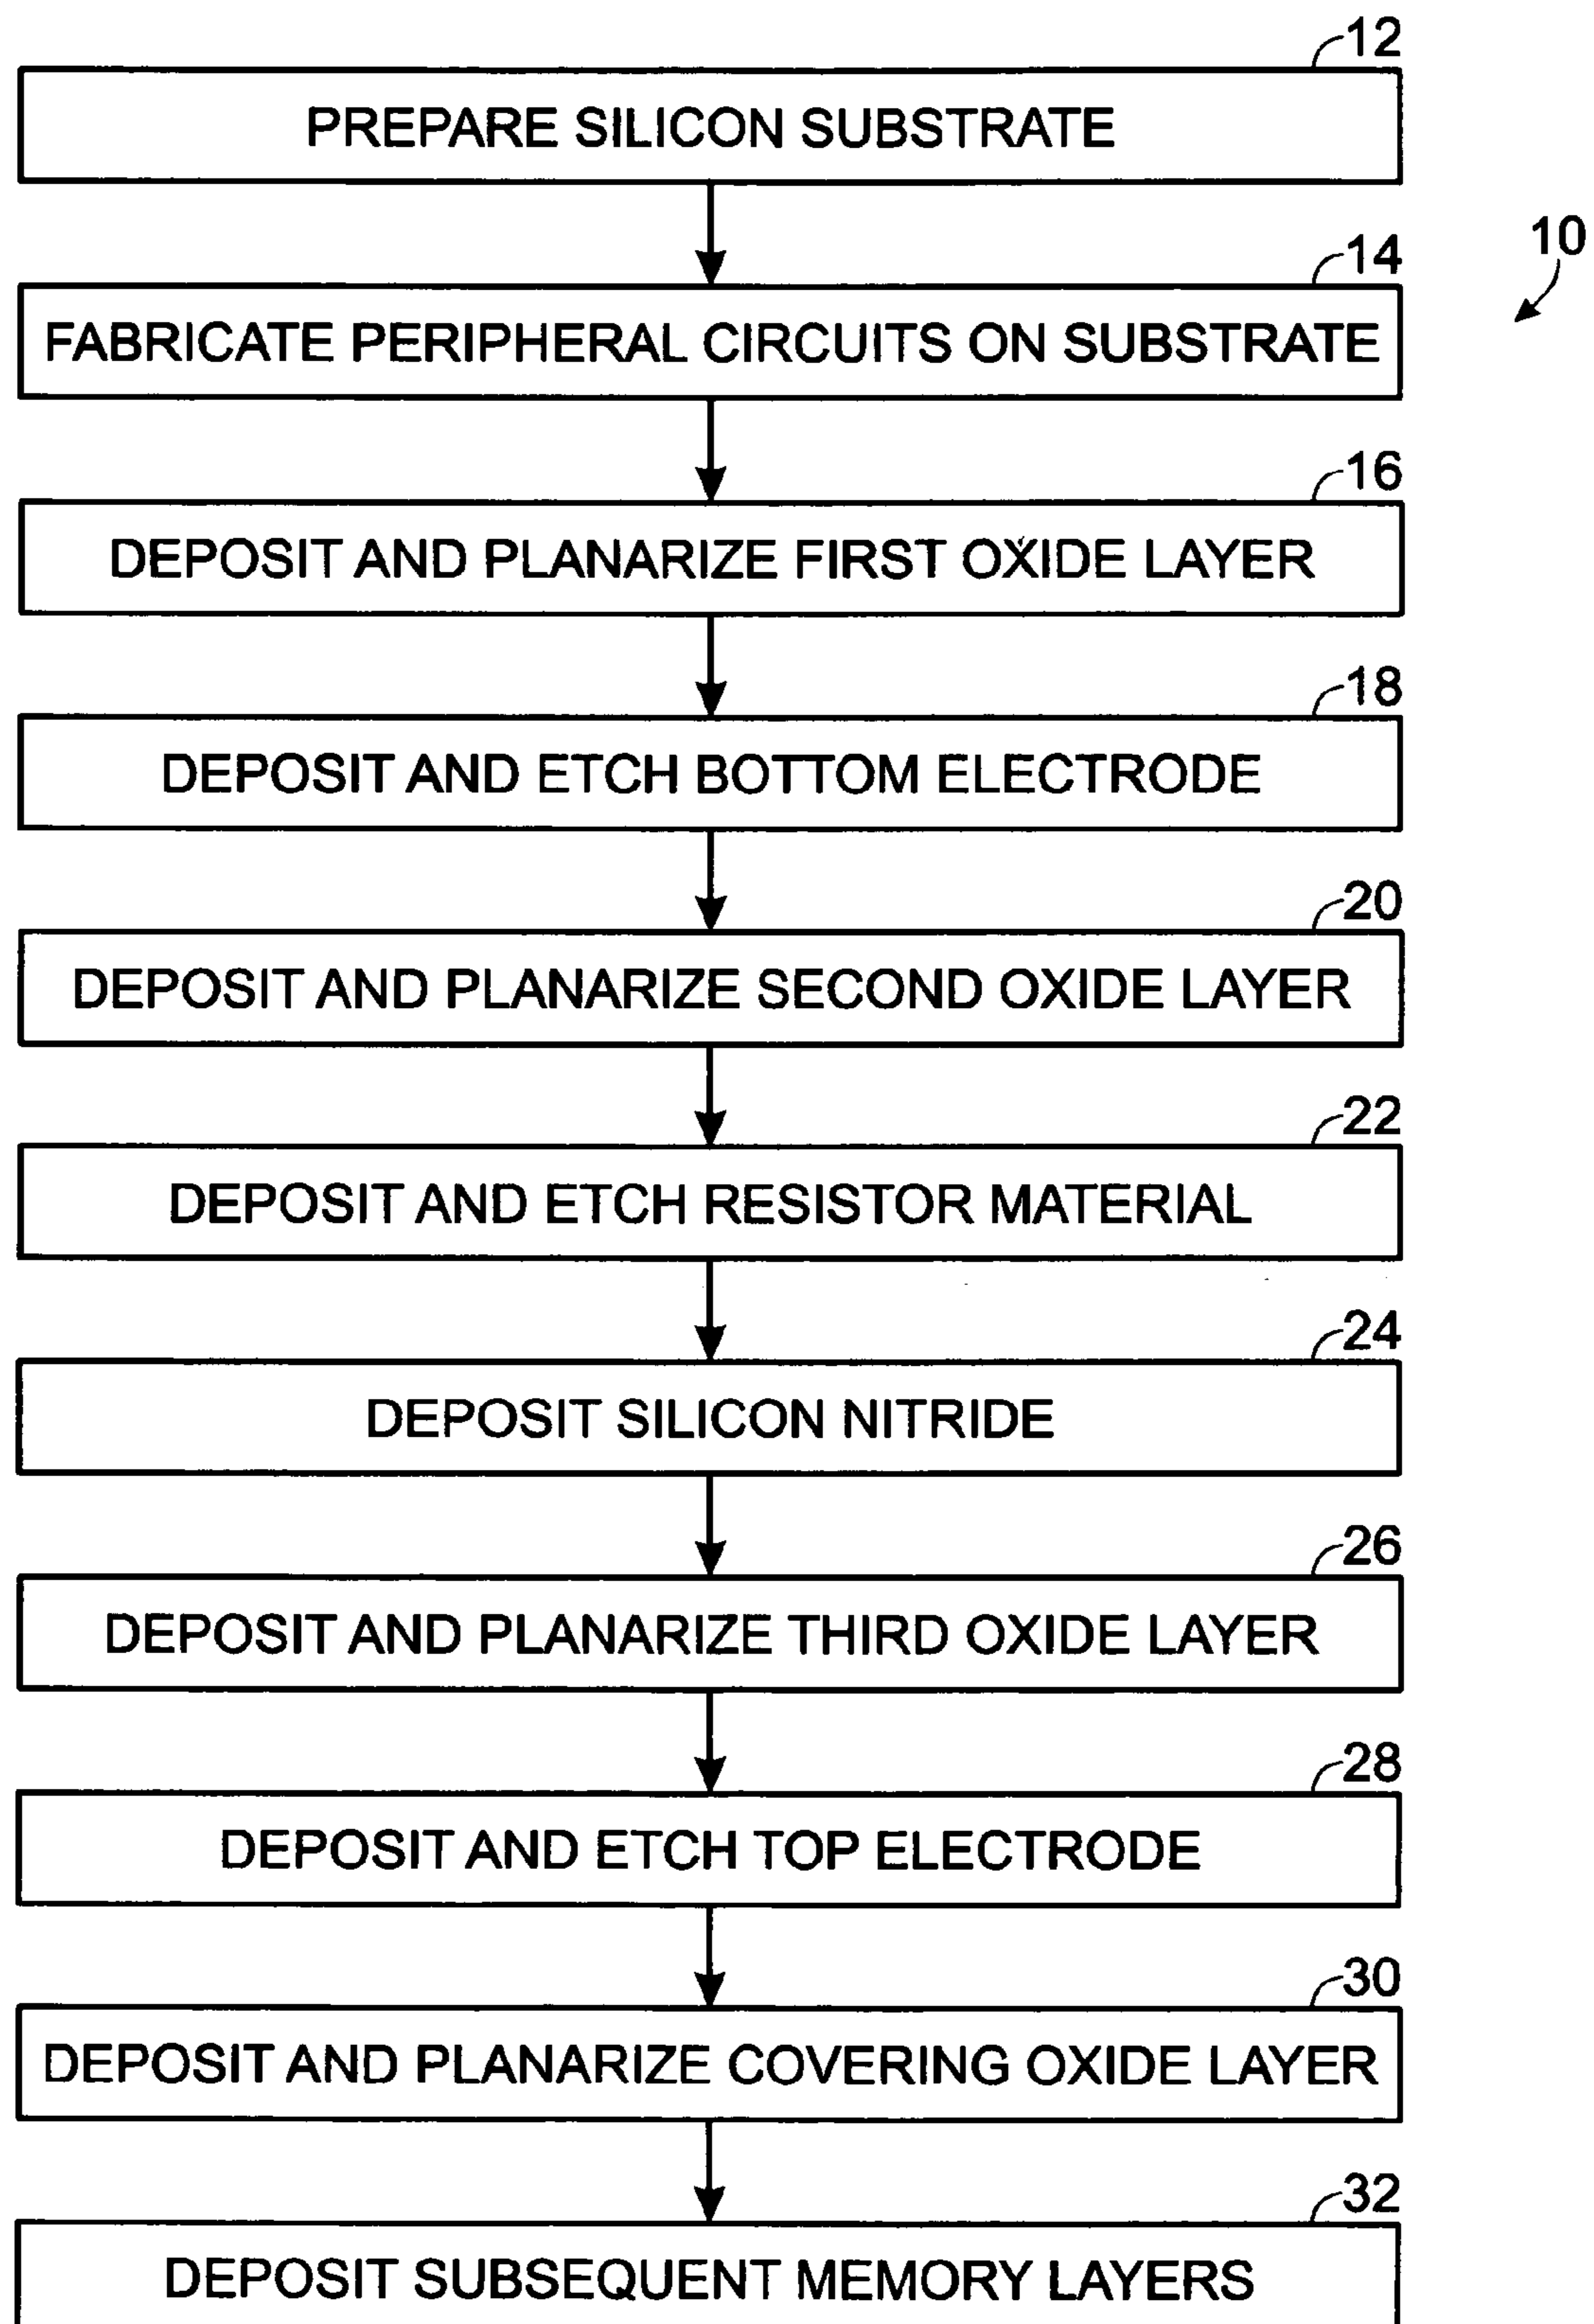 12
PREPARE SILICON SUBSTRATE
10
14
FABRICATE PERIPHERAL CIRCUITS ON SUBSTRATE
16
DEPOSIT AND PLANARIZE FIRST OXIDE LAYER
18
DEPOSIT AND ETCH BOTTOM ELECTRODE
20
DEPOSIT AND PLANARIZE SECOND OXIDE LAYER
22
DEPOSIT AND ETCH RESISTOR MATERIAL
24
DEPOSIT SILICON NITRIDE
26
DEPOSIT AND PLANARIZE THIRD OXIDE LAYER
28
DEPOSIT AND ETCH TOP ELECTRODE
30
DEPOSIT AND PLANARIZE COVERING OXIDE LAYER
32
DEPOSIT SUBSEQUENT MEMORY LAYERS